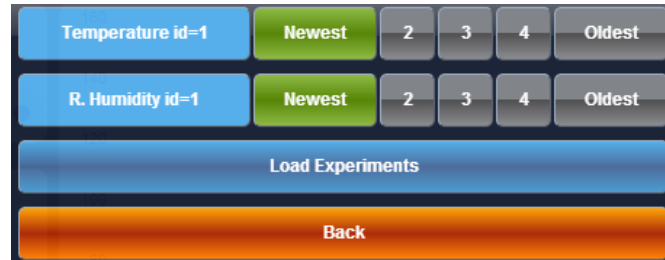 Temperature id=1 Newest 2 3 4 Oldest
R. Humidity id=1 Newest 2 3 4 Oldest
Load Experiments
Back